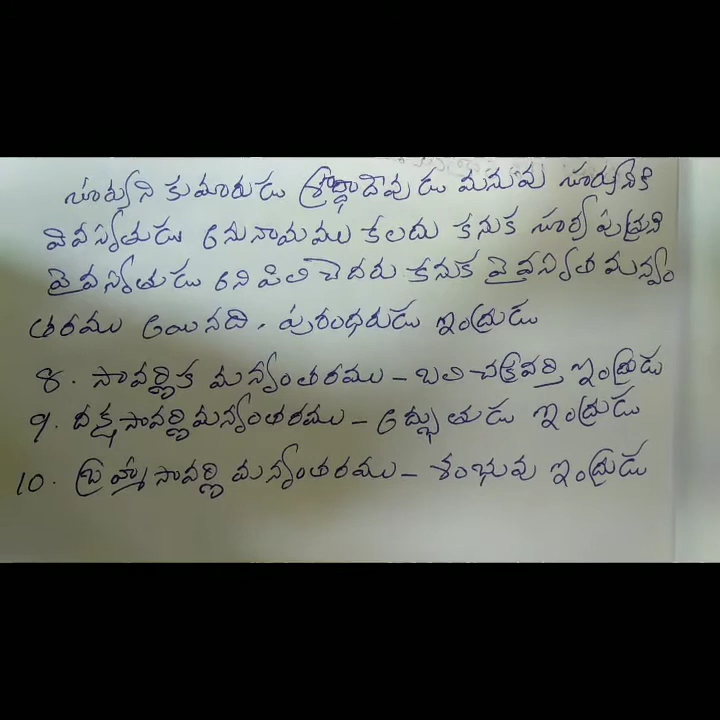 సూర్యుని కుమారుడు శ్రాద్ధాదేవుడు మనువు సూర్యునికి
వివస్వతుడు అనునామము కలదు కనుక సూర్య పుత్రుని
వైవస్వతుడు అని పిలిచెదరు కనుక వైవస్వత మన్వం
తరము అయినది. పురంధరుడు ఇంద్రుడు
8. సావర్ణిక మన్వంతరము - బలి చక్రవర్తి ఇంద్రుడు
9. దక్షసావర్ణి మన్వంతరము - అద్భుతుడు ఇంద్రుడు
10. బ్రహ్మసావర్ణి మన్వంతరము - శంభువు ఇంద్రుడు